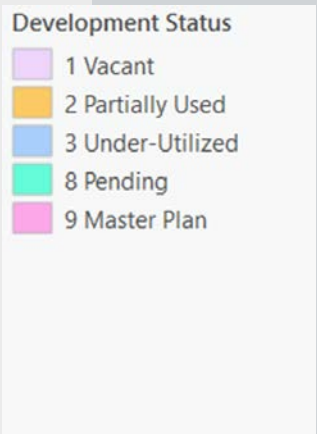 Development Status
1 Vacant
2 Partially Used
3 Under-Utilized
8 Pending
9 Master Plan